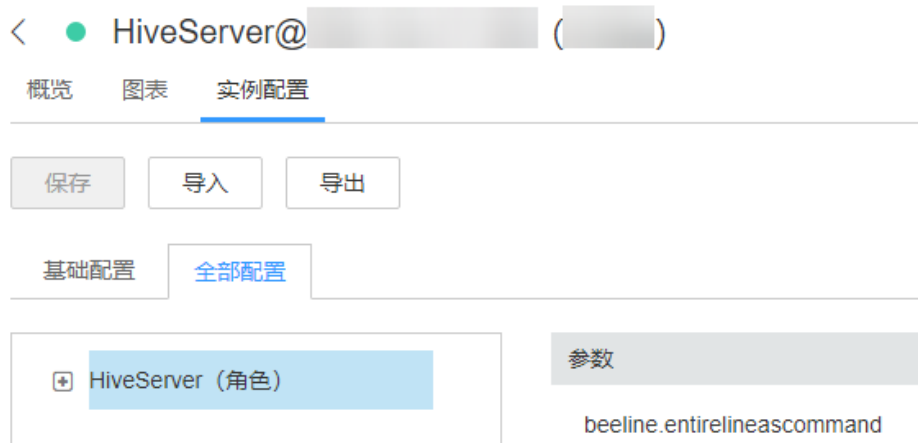 HiveServer@ ( )
概览 图表 实例配置
保存 导入 导出
基础配置 全部配置
HiveServer（角色） 参数
beeline.entirelineascommand